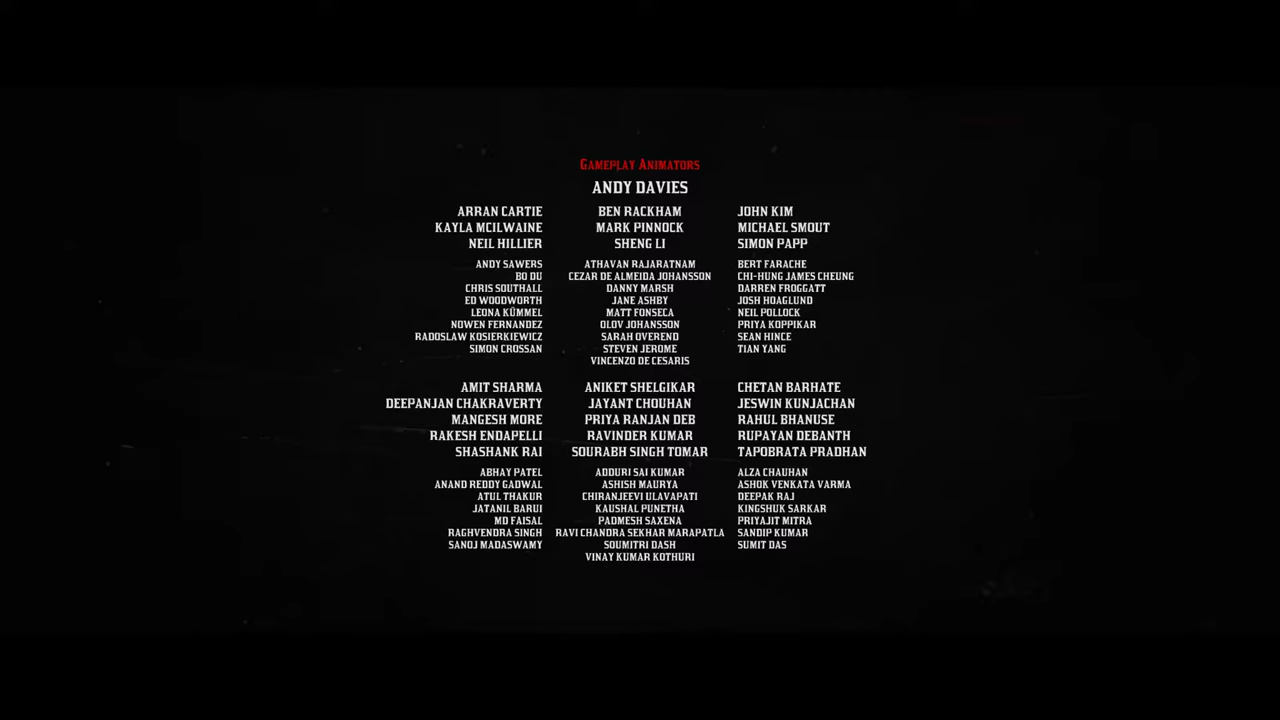 Gameplay Animators
ANDY DAVIES
ARRAN CARTIE BEN RACKHAM JOHN KIM
KAYLA MCILWAINE MARK PINNOCK MICHAEL SMOUT
NEIL HILLIER SHENG LI SIMON PAPP
ANDY SAWERS ATHAVAN RAJARATNAM BERT FARACHE
BO DU CEZAR DE ALMEIDA JOHANSSON CHI-HUNG JAMES CHEUNG
CHRIS SOUTHALL DANNY MARSH DARREN FROGGATT
ED WOODWORTH JANE ASHBY JOSH HOAGLUND
LEONA KÜMMEL MATT FONSECA NEIL POLLOCK
NOWEN FERNANDEZ OLOV JOHANSSON PRIYA KOPPIKAR
RADOSLAW KOSIERKIEWICZ SARAH OVEREND SEAN HINCE
SIMON CROSSAN STEVEN JEROME TIAN YANG
VINCENZO DE CESARIS
AMIT SHARMA ANIKET SHELGIKAR CHETAN BARHATE
DEEPANJAN CHAKRAVERTY JAYANT CHOUHAN JESWIN KUNJACHAN
MANGESH MORE PRIYA RANJAN DEB RAHUL BHANUSE
RAKESH ENDAPELLI RAVINDER KUMAR RUPAYAN DEBANTH
SHASHANK RAI SOURABH SINGH TOMAR TAPOBRATA PRADHAN
ABHAY PATEL ADDURI SAI KUMAR ALZA CHAUHAN
ANAND REDDY GADWAL ASHISH MAURYA ASHOK VENKATA VARMA
ATUL THAKUR CHIRANJEEVI ULAVAPATI DEEPAK RAJ
JATANIL BARUI KAUSHAL PUNETHA KINGSHUK SARKAR
MD FAISAL PADMESH SAXENA PRIYAJIT MITRA
RAGHVENDRA SINGH RAVI CHANDRA SEKHAR MARAPATLA SANDIP KUMAR
SANOJ MADASWAMY SOUMITRI DASH SUMIT DAS
VINAY KUMAR KOTHURI